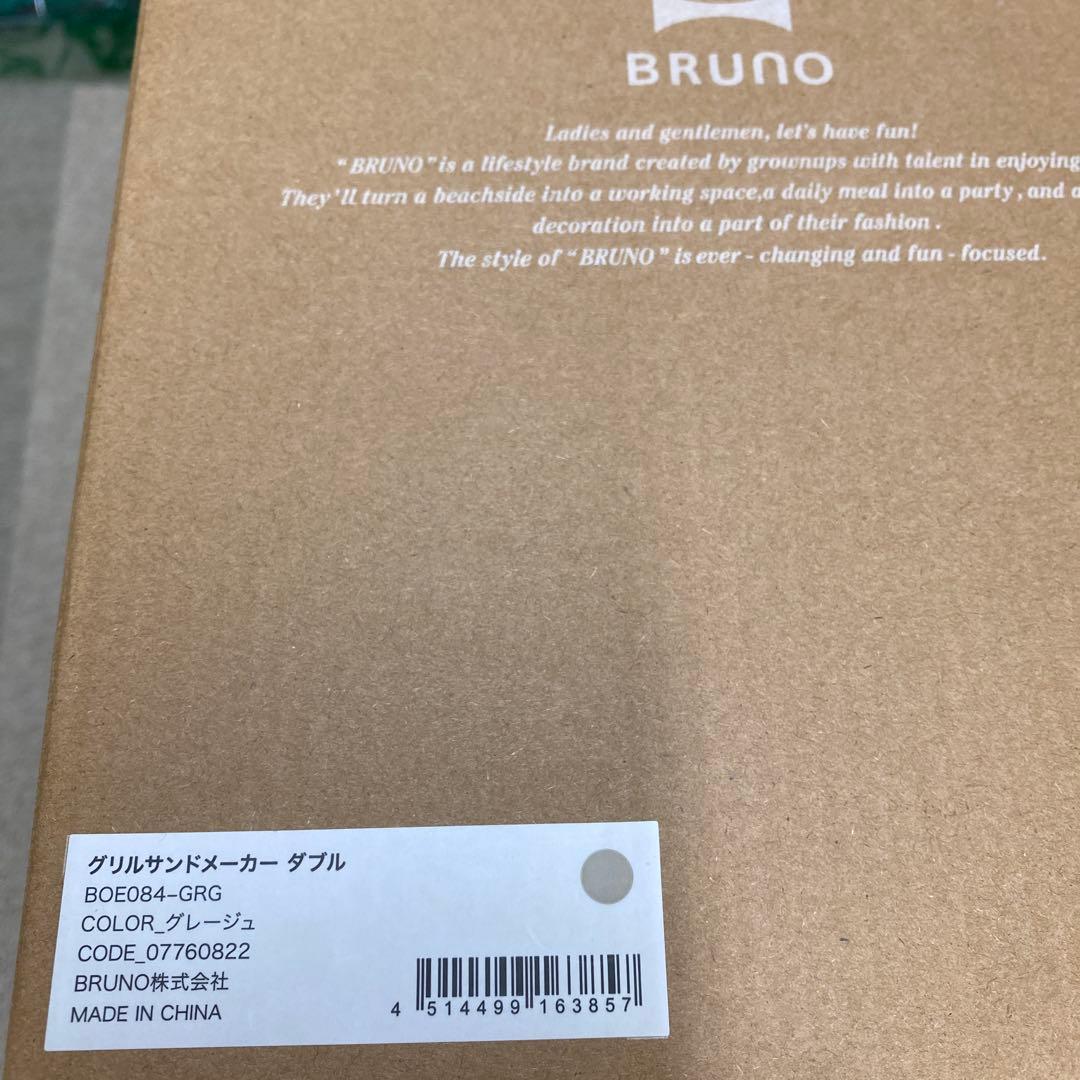 BRUNO
Ladies and gentlemen, let's have fun!
"BRUNO" is a lifestyle brand created by grownups with talent in enjoying
They'll turn a beachside into a working space,a daily meal into a party, and a
decoration into a part of their fashion.
The style of "BRUNO" is ever - changing and fun - focused.
グリルサンドメーカー ダブル
BOE084-GRG
COLOR_グレージュ
CODE_07760822
BRUNO株式会社
MADE IN CHINA
4 514499 163857